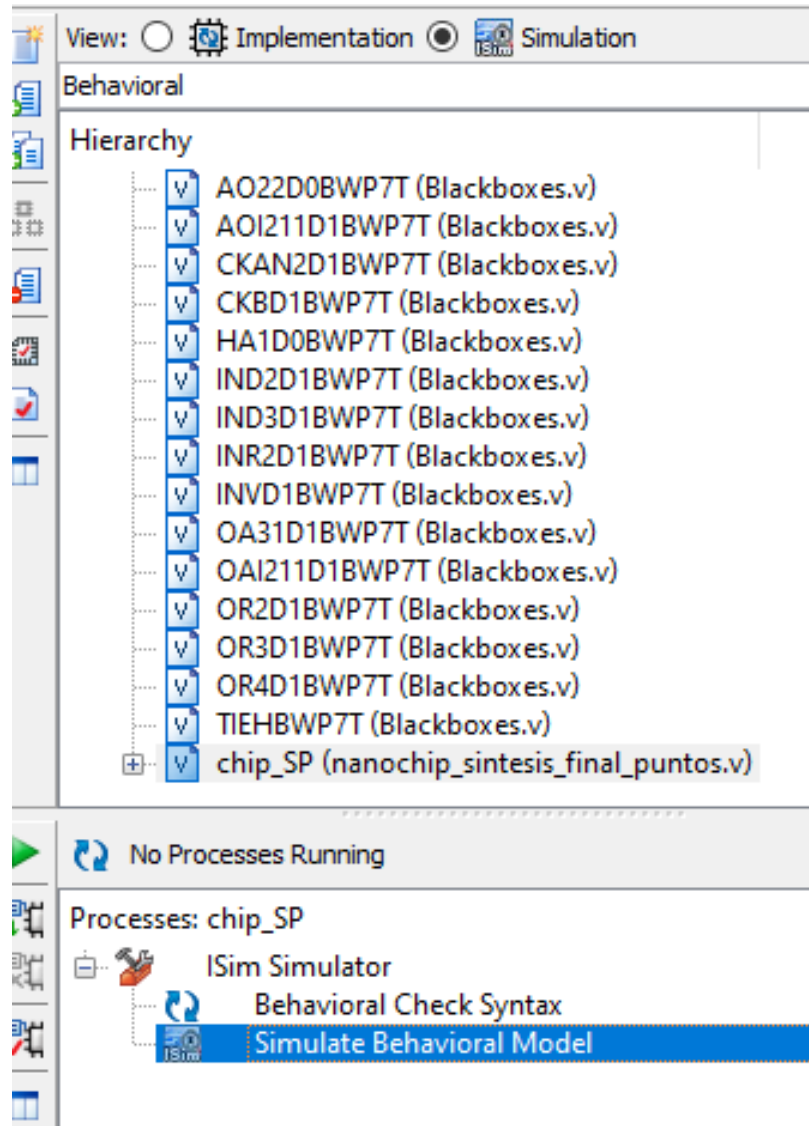 View: Implementation Simulation
Behavioral
Hierarchy
AO22D0BWP7T (Blackboxes.v)
AOI211D1BWP7T (Blackboxes.v)
CKAN2D1BWP7T (Blackboxes.v)
CKBD1BWP7T (Blackboxes.v)
HA1D0BWP7T (Blackboxes.v)
IND2D1BWP7T (Blackboxes.v)
IND3D1BWP7T (Blackboxes.v)
INR2D1BWP7T (Blackboxes.v)
INVD1BWP7T (Blackboxes.v)
OA31D1BWP7T (Blackboxes.v)
OAI211D1BWP7T (Blackboxes.v)
OR2D1BWP7T (Blackboxes.v)
OR3D1BWP7T (Blackboxes.v)
OR4D1BWP7T (Blackboxes.v)
TIEHBWP7T (Blackboxes.v)
chip_SP (nanochip_sintesis_final_puntos.v)
No Processes Running
Processes: chip_SP
ISim Simulator
Behavioral Check Syntax
Simulate Behavioral Model